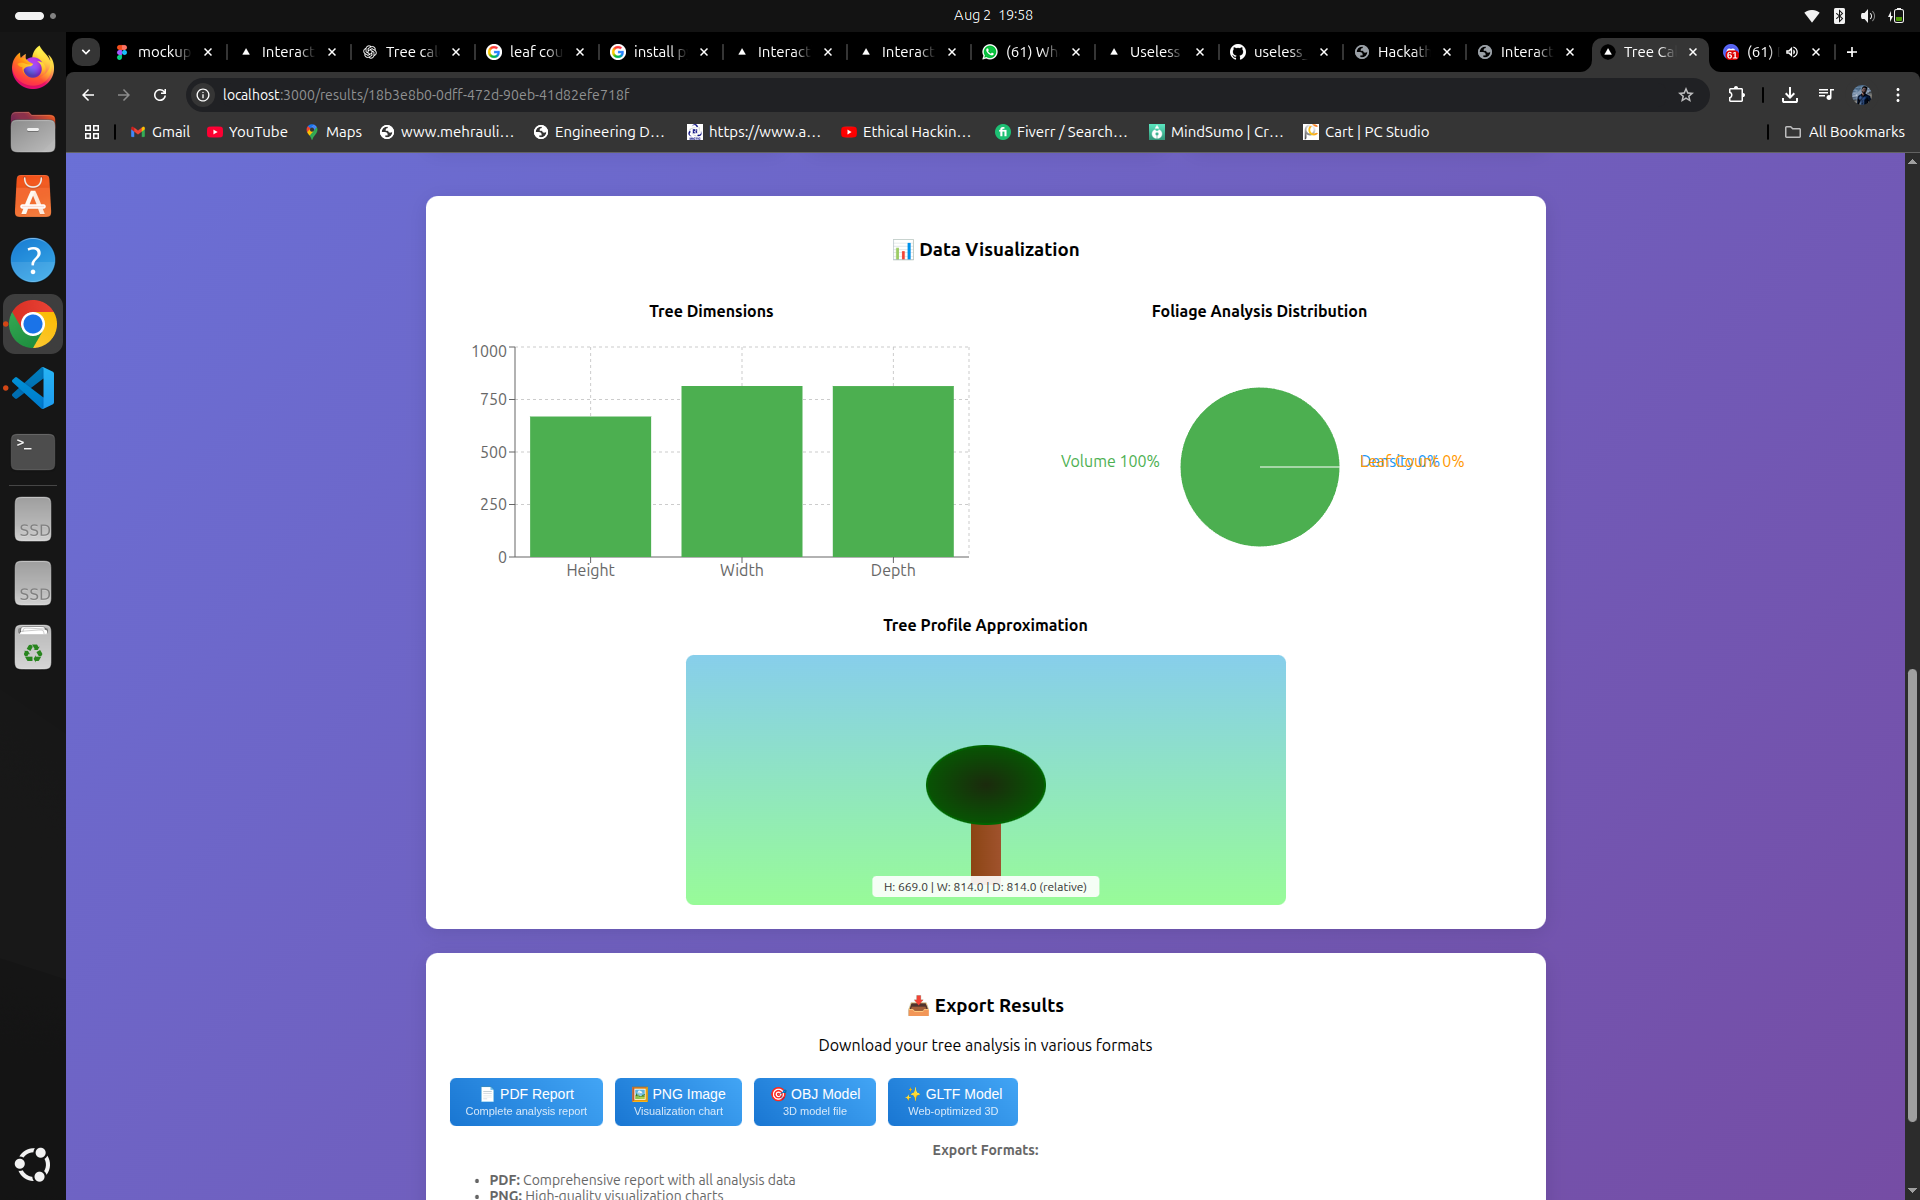 Aug 2 19:58
mockup
Interact
Tree cal
leaf cou
install p
Interact
Interact
(61) Wh
Useless
useless_
Hackath
Interact
Tree Ca
(61)
localhost:3000/results/18b3e8b0-0dff-472d-90eb-41d82efe718f
Gmail
YouTube
Maps
www.mehrauli...
Engineering D...
https://www.a...
Ethical Hackin...
Fiverr / Search...
MindSumo | Cr...
Cart | PC Studio
All Bookmarks
SSD
SSD
📊 Data Visualization
Tree Dimensions
1000
750
500
250
0
Height
Width
Depth
Foliage Analysis Distribution
Volume 100%
Density 0%
Tree Profile Approximation
H: 669.0 | W: 814.0 | D: 814.0 (relative)
📥 Export Results
Download your tree analysis in various formats
📄 PDF Report
Complete analysis report
🖼️ PNG Image
Visualization chart
🎯 OBJ Model
3D model file
✨ GLTF Model
Web-optimized 3D
Export Formats:
• PDF: Comprehensive report with all analysis data
• PNG: High-quality visualization charts